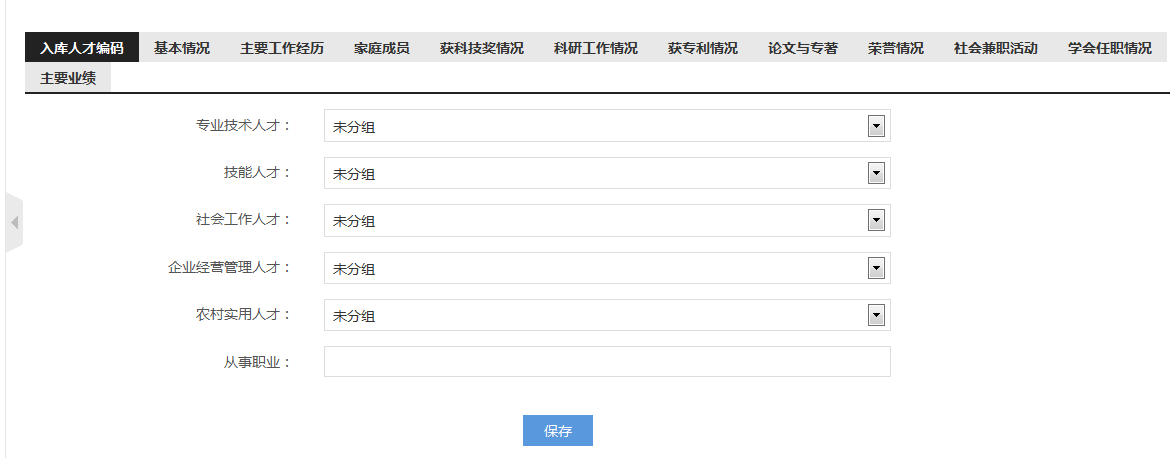 入库人才编码 基本情况 主要工作经历 家庭成员 获科技奖情况 科研工作情况 获专利情况 论文与专著 荣誉情况 社会兼职活动 学会任职情况
主要业绩
专业技术人才： 未分组
技能人才： 未分组
社会工作人才： 未分组
企业经营管理人才： 未分组
农村实用人才： 未分组
从事职业：
保存